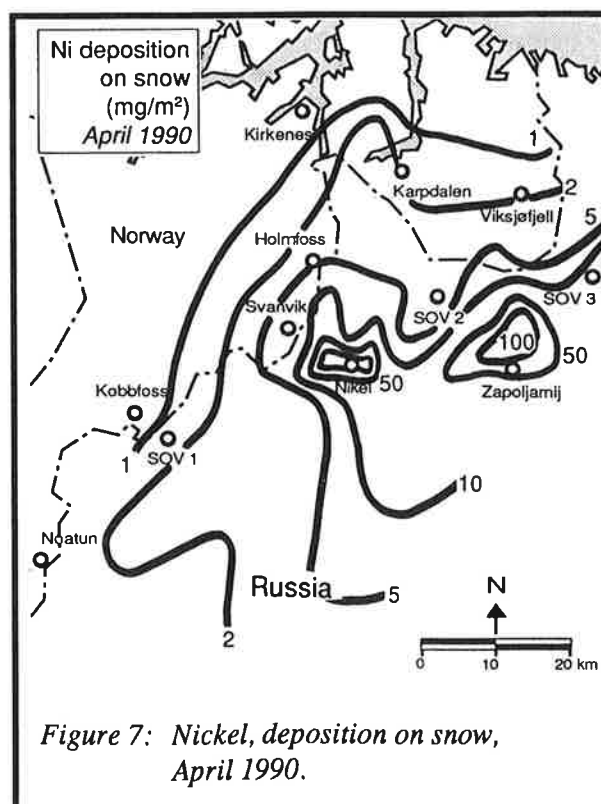 Ni deposition
on snow
(mg/m²)
April 1990
Kirkenes
1
Karpdalen
2
Viksjøfjell
Norway
5
Holmfoss
SOV 3
Svanvik
SOV 2
100
50
Nikel
50
Zapoljarnij
Kobbfoss
1
SOV 1
10
Noatun
Russia
5
N
2
0 10 20 km
Figure 7: Nickel, deposition on snow,
April 1990.